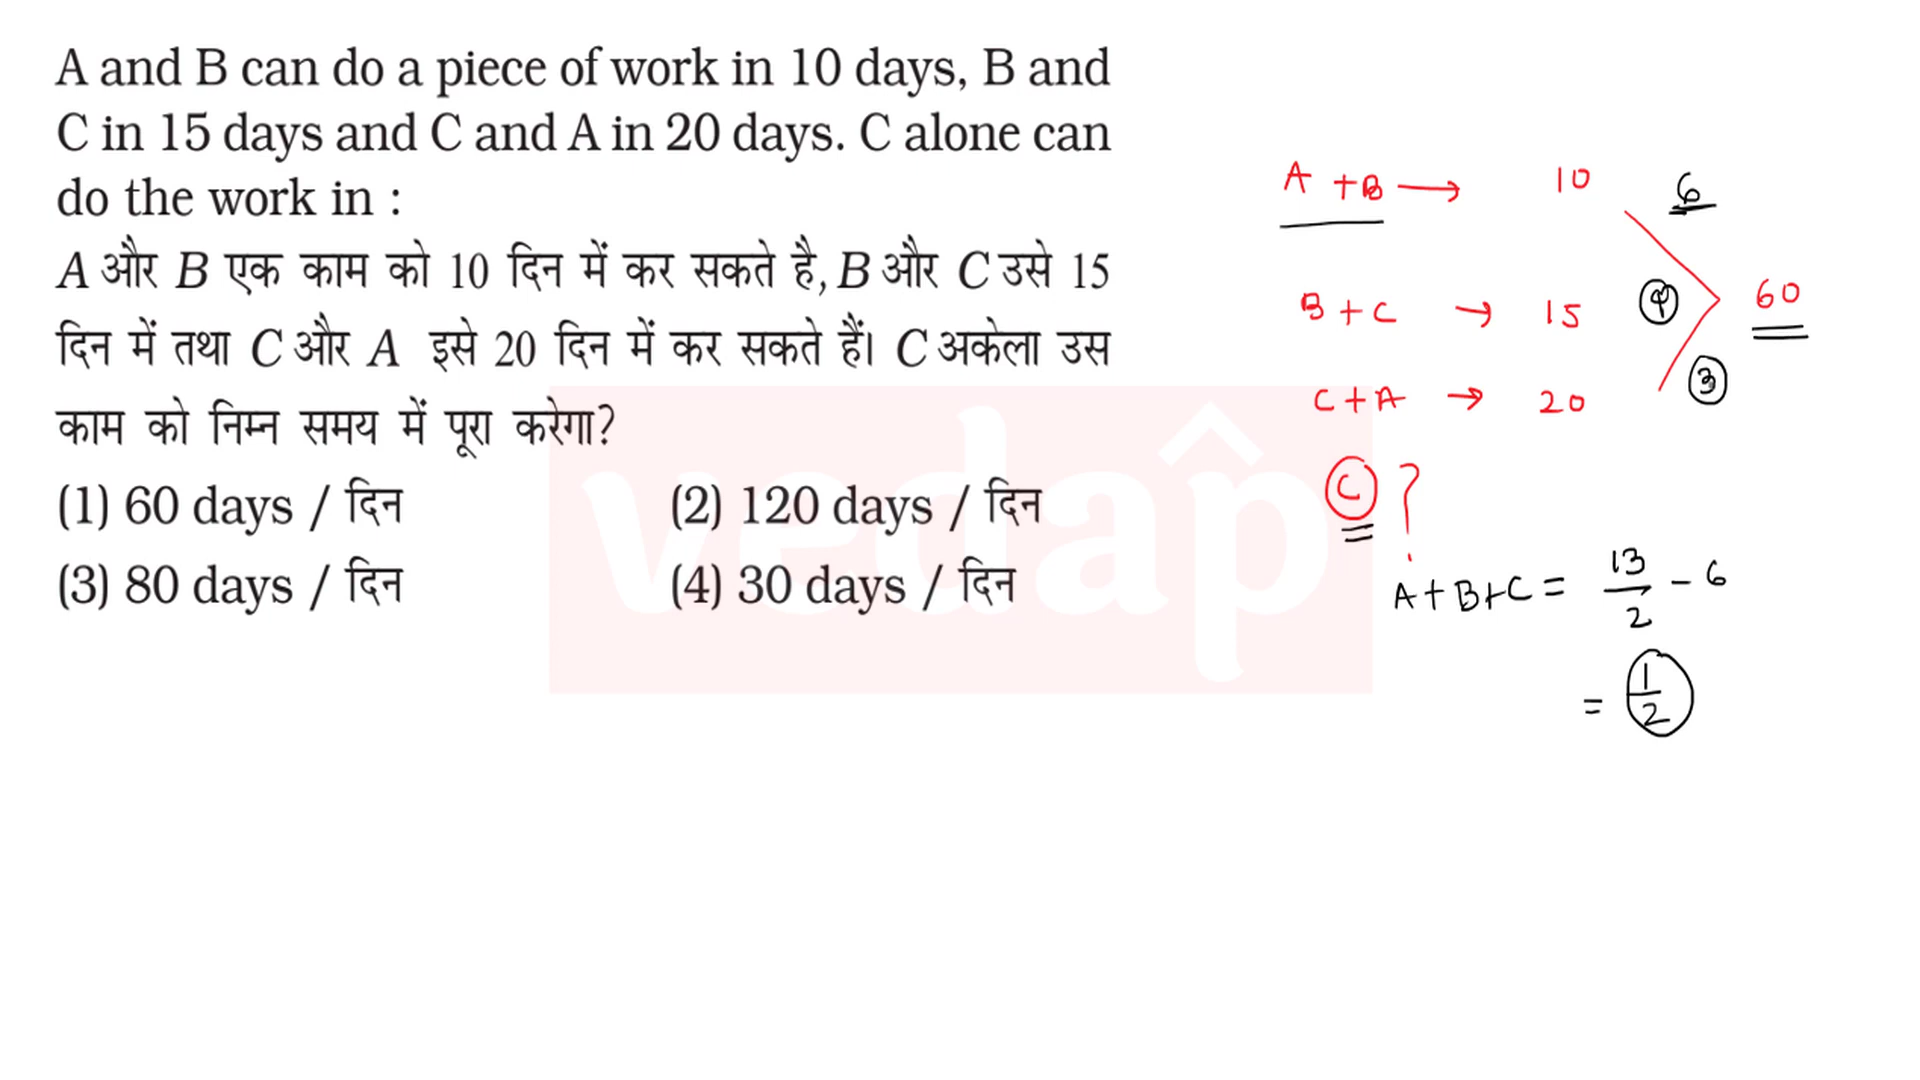 A and B can do a piece of work in 10 days, B and
C in 15 days and C and A in 20 days. C alone can
do the work in :
A और B एक काम को 10 दिन में कर सकते है, B और C उसे 15
दिन में तथा C और A इसे 20 दिन में कर सकते हैं। C अकेला उस
काम को निम्न समय में पूरा करेगा?
(1) 60 days / दिन (2) 120 days / दिन
(3) 80 days / दिन (4) 30 days / दिन
vedap
A + B → 10 6
B + C → 15 4 60
C + A → 20 3
C ?
A + B + C = 13/2 - 6
= 1/2